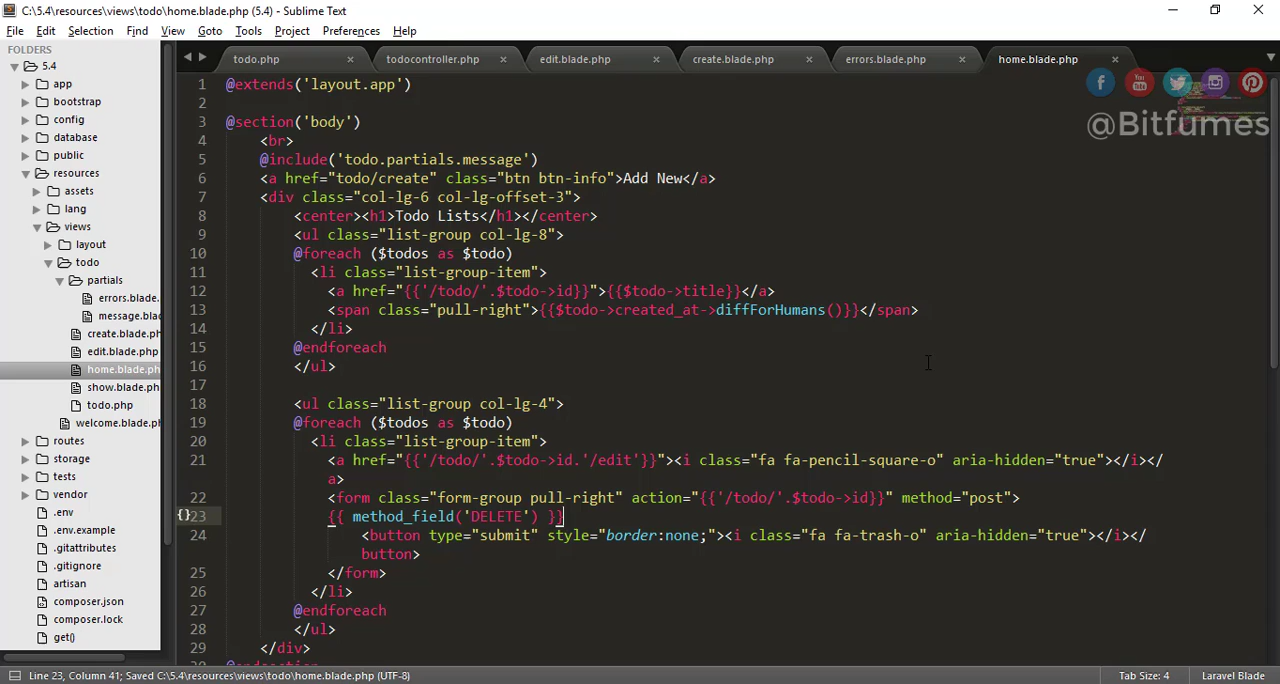 C:\5.4\resources\views\todo\home.blade.php (5.4) - Sublime Text
File Edit Selection Find View Goto Tools Project Preferences Help
FOLDERS
5.4
app
bootstrap
config
database
public
resources
assets
lang
views
layout
todo
partials
errors.blade.
message.blac
create.blade.ph
edit.blade.php
home.blade.ph
show.blade.ph
todo.php
welcome.blade.ph
routes
storage
tests
vendor
.env
.env.example
.gitattributes
.gitignore
artisan
composer.json
composer.lock
get()
todo.php × todocontroller.php × edit.blade.php × create.blade.php × errors.blade.php × home.blade.php ×
You Tube
@Bitfumes
1 @extends('layout.app')
2
3 @section('body')
4 <br>
5 @include('todo.partials.message')
6 <a href="todo/create" class="btn btn-info">Add New</a>
7 <div class="col-lg-6 col-lg-offset-3">
8 <center><h1>Todo Lists</h1></center>
9 <ul class="list-group col-lg-8">
10 @foreach ($todos as $todo)
11 <li class="list-group-item">
12 <a href="{{'/todo/'.$todo->id}}">{{$todo->title}}</a>
13 <span class="pull-right">{{$todo->created_at->diffForHumans()}}</span>
14 </li>
15 @endforeach
16 </ul>
17
18 <ul class="list-group col-lg-4">
19 @foreach ($todos as $todo)
20 <li class="list-group-item">
21 <a href="{{'/todo/'.$todo->id.'/edit'}}"><i class="fa fa-pencil-square-o" aria-hidden="true"></i></
a>
22 <form class="form-group pull-right" action="{{'/todo/'.$todo->id}}" method="post">
{} 23 {{ method_field('DELETE') }}
24 <button type="submit" style="border:none;"><i class="fa fa-trash-o" aria-hidden="true"></i></
button>
25 </form>
26 </li>
27 @endforeach
28 </ul>
29 </div>
30 @endsection
Line 23, Column 41; Saved C:\5.4\resources\views\todo\home.blade.php (UTF-8) Tab Size: 4 Laravel Blade